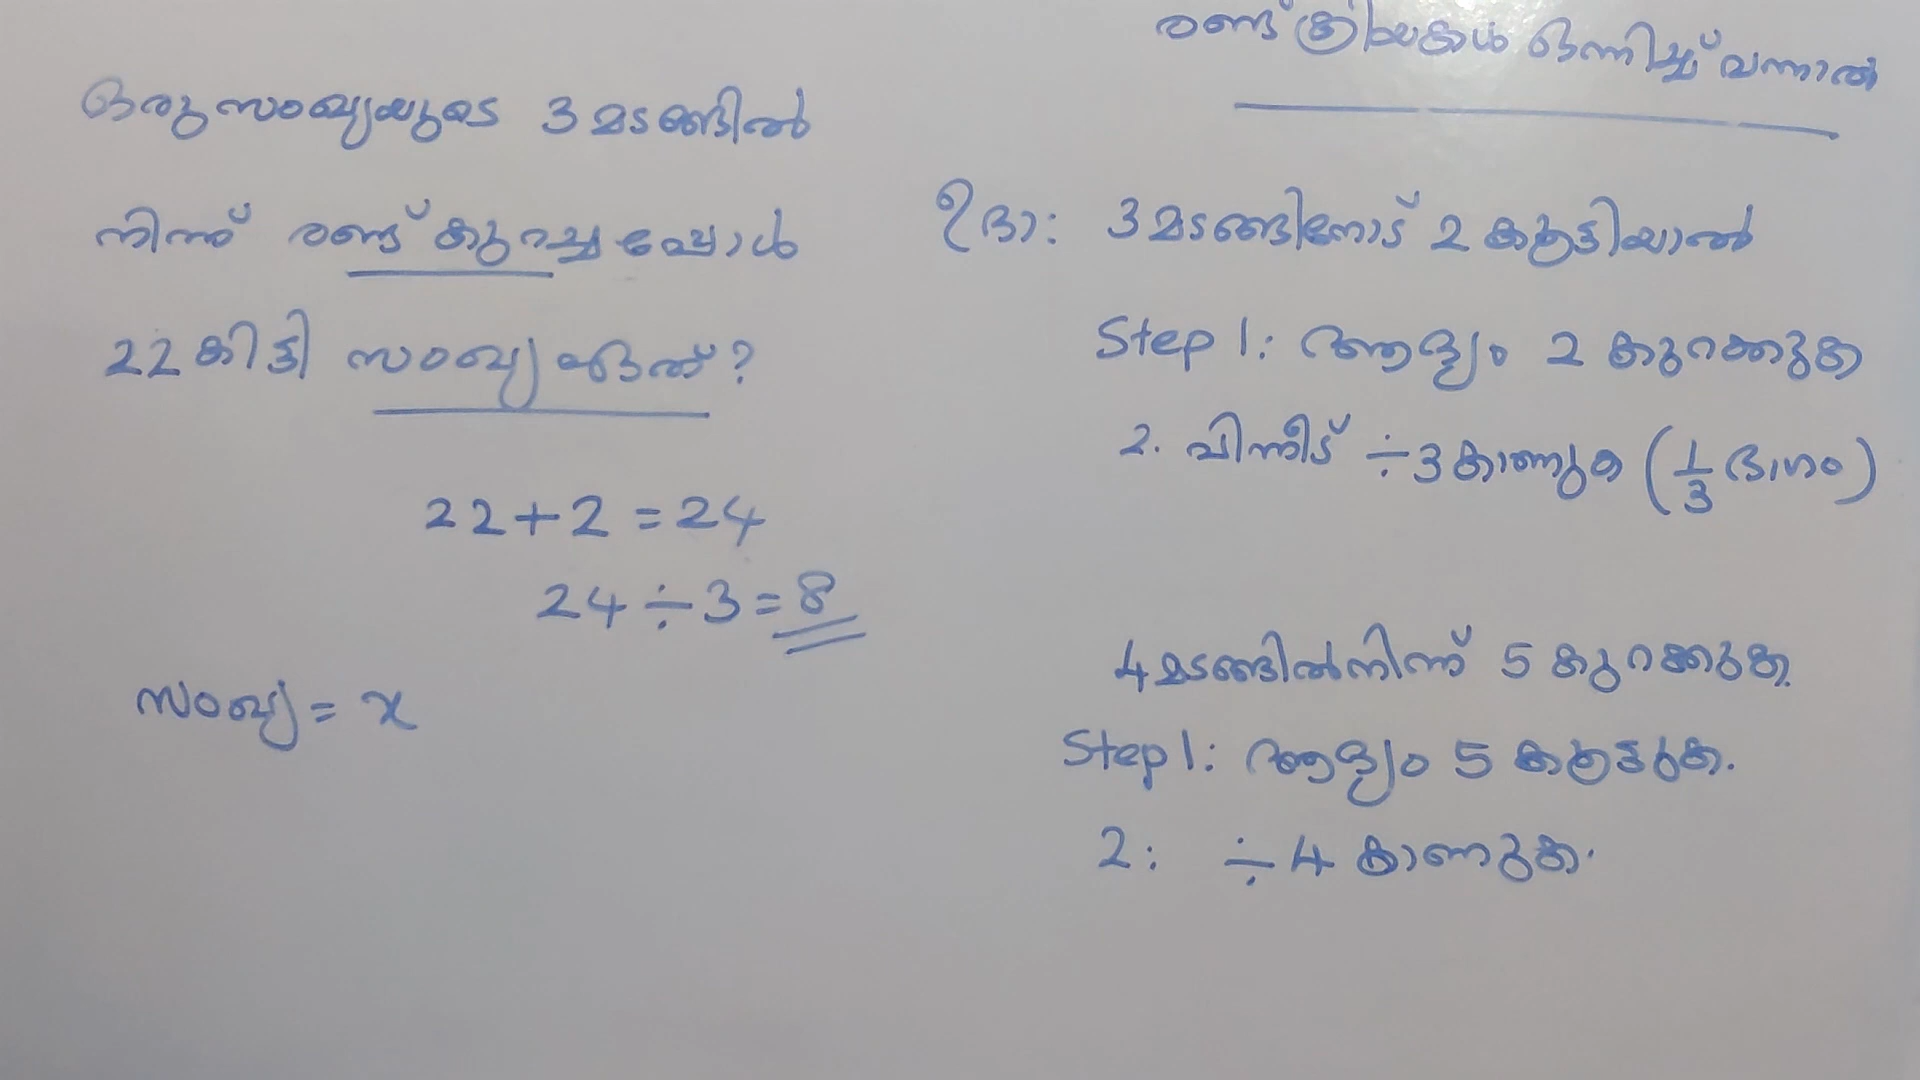 ഒരു സംഖ്യയുടെ 3 മടങ്ങിൽ
നിന്ന് രണ്ട് കുറച്ചപ്പോൾ
22 കിട്ടി സംഖ്യ ഏത്?
22+2 = 24
24 ÷ 3 = 8
സംഖ്യ = x
രണ്ട് ക്രിയകൾ ഒന്നിച്ച് വന്നാൽ
ഉദാ: 3 മടങ്ങിനോട് 2 കൂട്ടിയാൽ
Step 1: ആദ്യം 2 കുറക്കുക
2. പിന്നീട് ÷3 കാണുക (1/3 ഭാഗം)
4 മടങ്ങിൽനിന്ന് 5 കുറക്കുക.
Step 1: ആദ്യം 5 കൂട്ടുക.
2: ÷ 4 കാണുക.